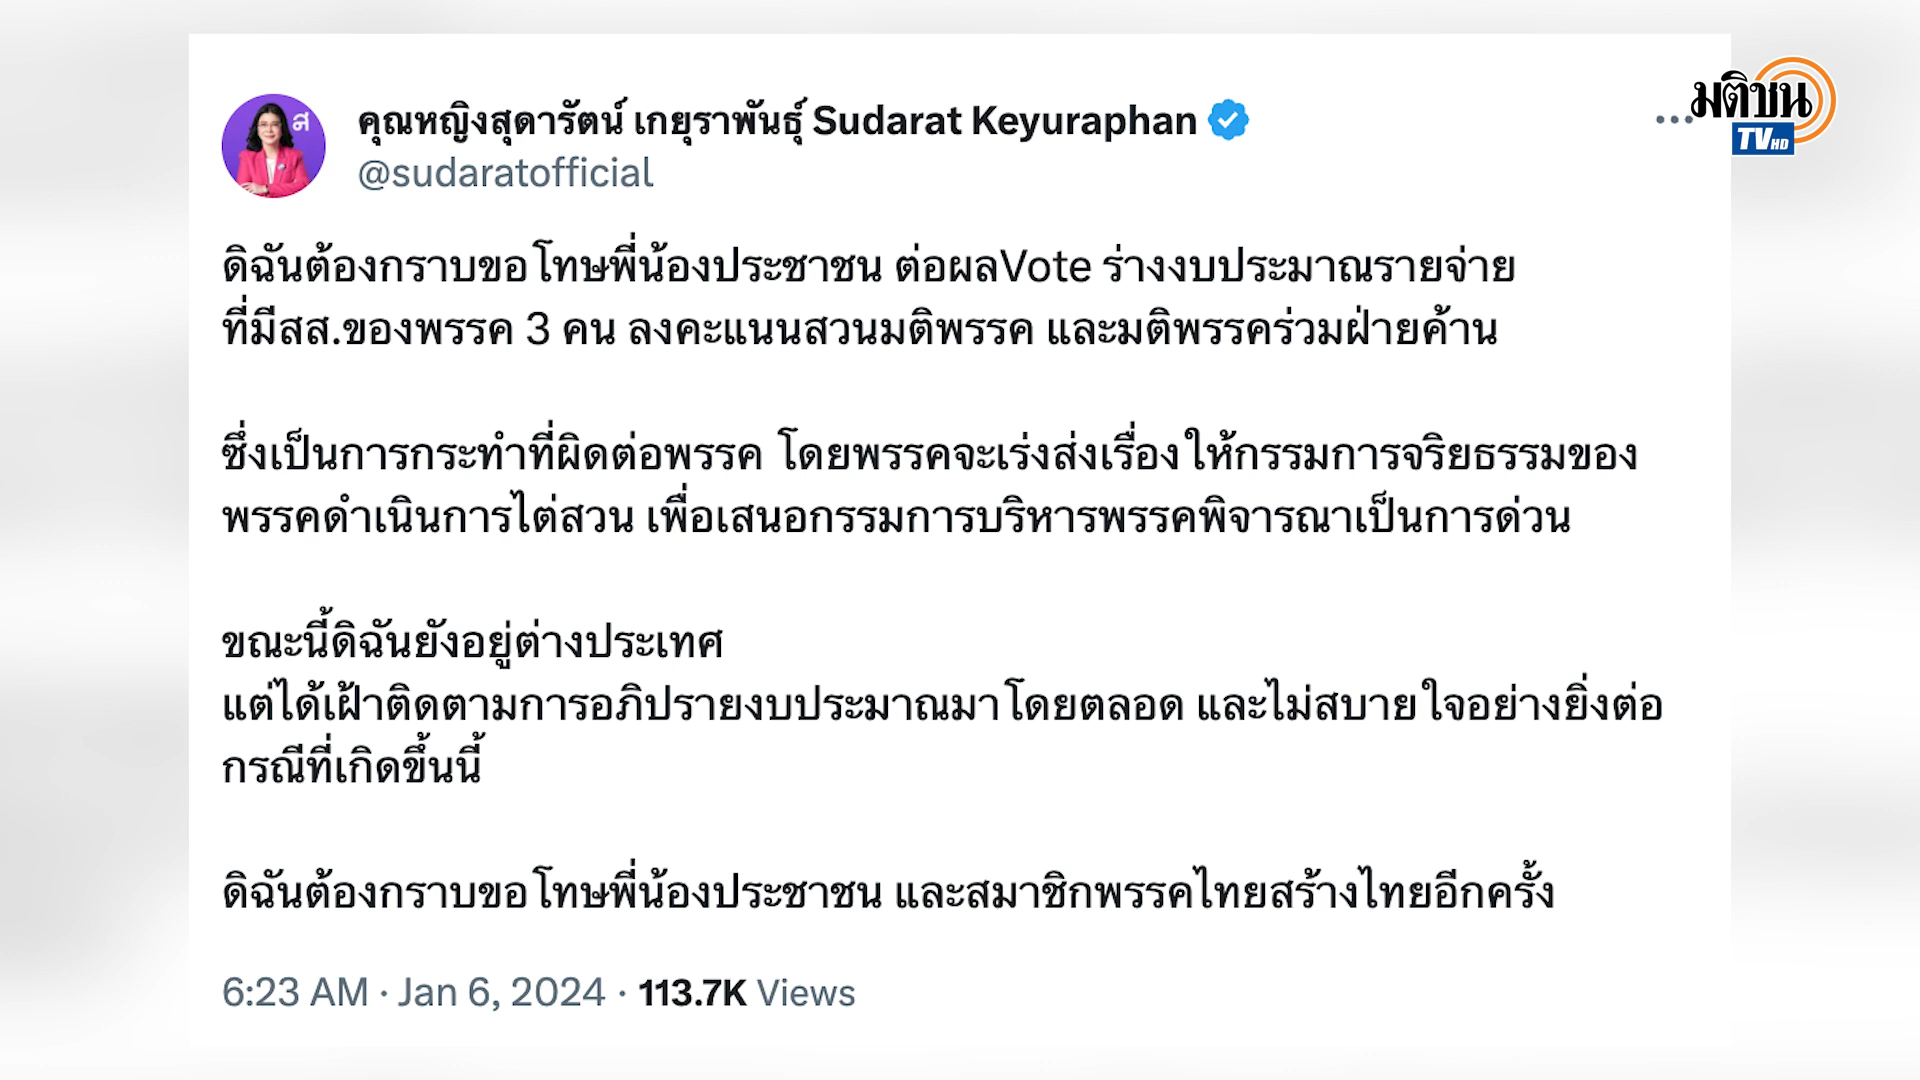 คุณหญิงสุดารัตน์ เกยุราพันธุ์ Sudarat Keyuraphan
@sudaratofficial
มติชน
TV HD
ส
ดิฉันต้องกราบขอโทษพี่น้องประชาชน ต่อผลVote ร่างงบประมาณรายจ่าย
ที่มีสส.ของพรรค 3 คน ลงคะแนนสวนมติพรรค และมติพรรคร่วมฝ่ายค้าน
ซึ่งเป็นการกระทำที่ผิดต่อพรรค โดยพรรคจะเร่งส่งเรื่องให้กรรมการจริยธรรมของ
พรรคดำเนินการไต่สวน เพื่อเสนอกรรมการบริหารพรรคพิจารณาเป็นการด่วน
ขณะนี้ดิฉันยังอยู่ต่างประเทศ
แต่ได้เฝ้าติดตามการอภิปรายงบประมาณมาโดยตลอด และไม่สบายใจอย่างยิ่งต่อ
กรณีที่เกิดขึ้นนี้
ดิฉันต้องกราบขอโทษพี่น้องประชาชน และสมาชิกพรรคไทยสร้างไทยอีกครั้ง
6:23 AM · Jan 6, 2024 · 113.7K Views